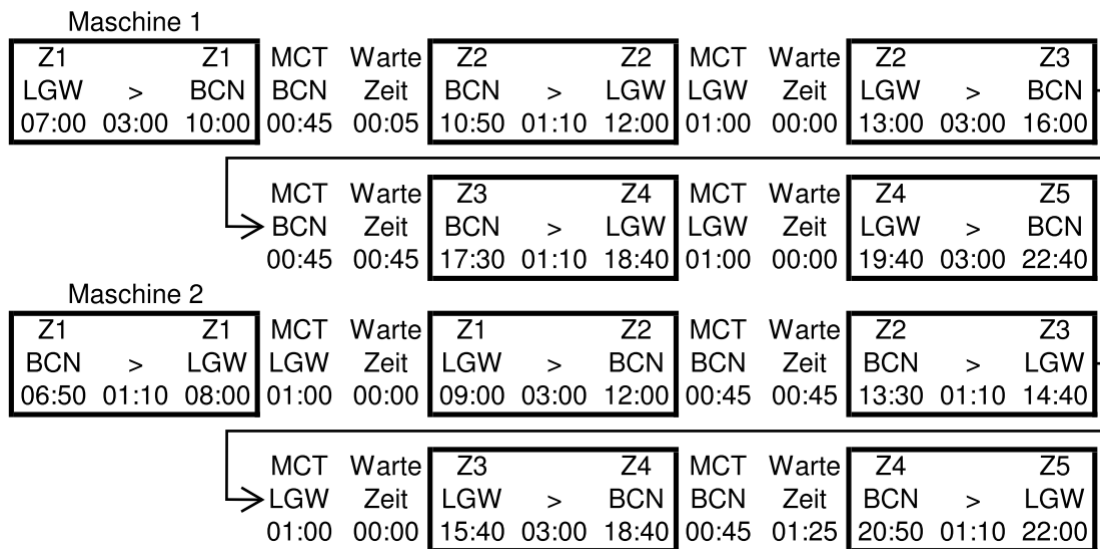 Maschine 1
Z1 Z1 MCT Warte Z2 Z2 MCT Warte Z2 Z3
LGW > BCN BCN Zeit BCN > LGW LGW Zeit LGW > BCN
07:00 03:00 10:00 00:45 00:05 10:50 01:10 12:00 01:00 00:00 13:00 03:00 16:00
MCT Warte Z3 Z4 MCT Warte Z4 Z5
BCN Zeit BCN > LGW LGW Zeit LGW > BCN
00:45 00:45 17:30 01:10 18:40 01:00 00:00 19:40 03:00 22:40
Maschine 2
Z1 Z1 MCT Warte Z1 Z2 MCT Warte Z2 Z3
BCN > LGW LGW Zeit LGW > BCN BCN Zeit BCN > LGW
06:50 01:10 08:00 01:00 00:00 09:00 03:00 12:00 00:45 00:45 13:30 01:10 14:40
MCT Warte Z3 Z4 MCT Warte Z4 Z5
LGW Zeit LGW > BCN BCN Zeit BCN > LGW
01:00 00:00 15:40 03:00 18:40 00:45 01:25 20:50 01:10 22:00